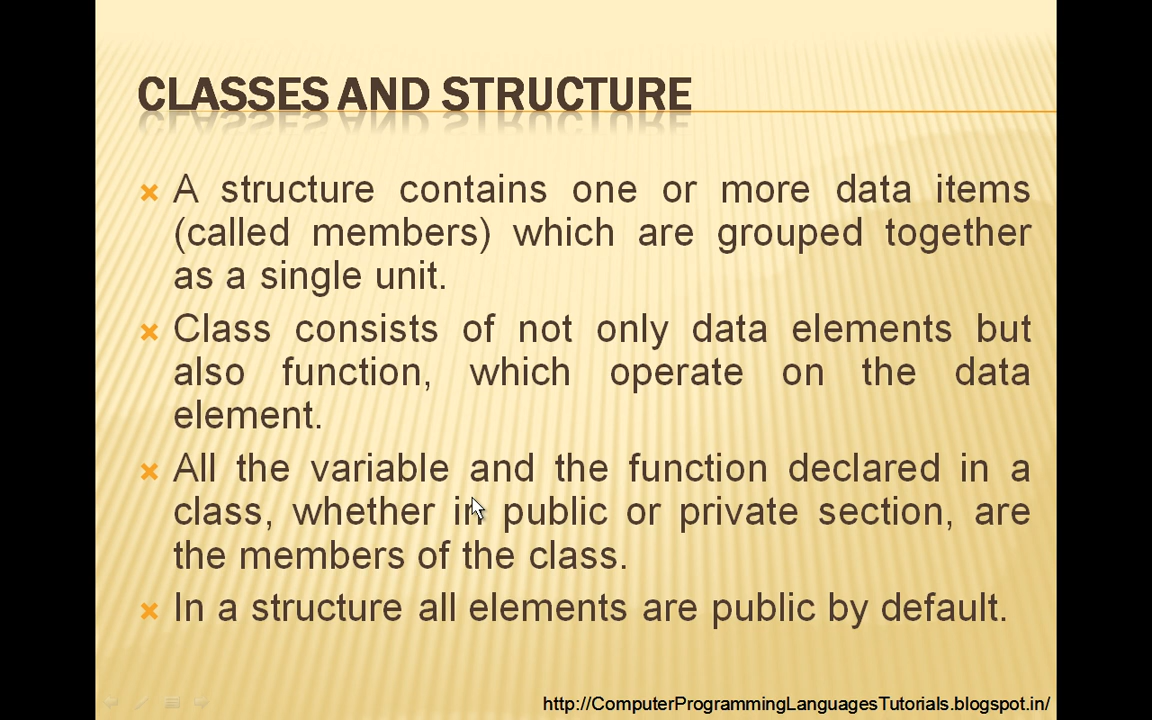 CLASSES AND STRUCTURE
A structure contains one or more data items
(called members) which are grouped together
as a single unit.
Class consists of not only data elements but
also function, which operate on the data
element.
All the variable and the function declared in a
class, whether in public or private section, are
the members of the class.
In a structure all elements are public by default.
http://ComputerProgrammingLanguagesTutorials.blogspot.in/